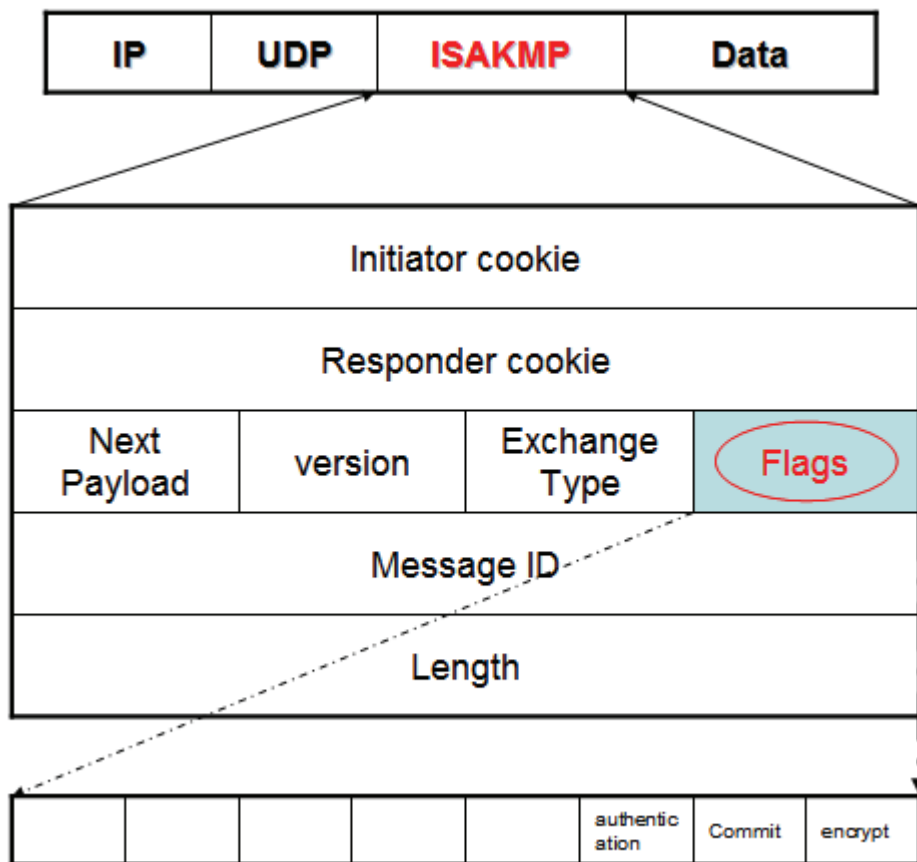 IP UDP ISAKMP Data
Initiator cookie
Responder cookie
Next Payload version Exchange Type Flags
Message ID
Length
authentic ation Commit encrypt